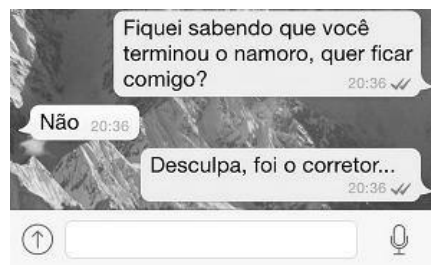 Fiquei sabendo que você
terminou o namoro, quer ficar
comigo?
20:36
Não 20:36
Desculpa, foi o corretor...
20:36